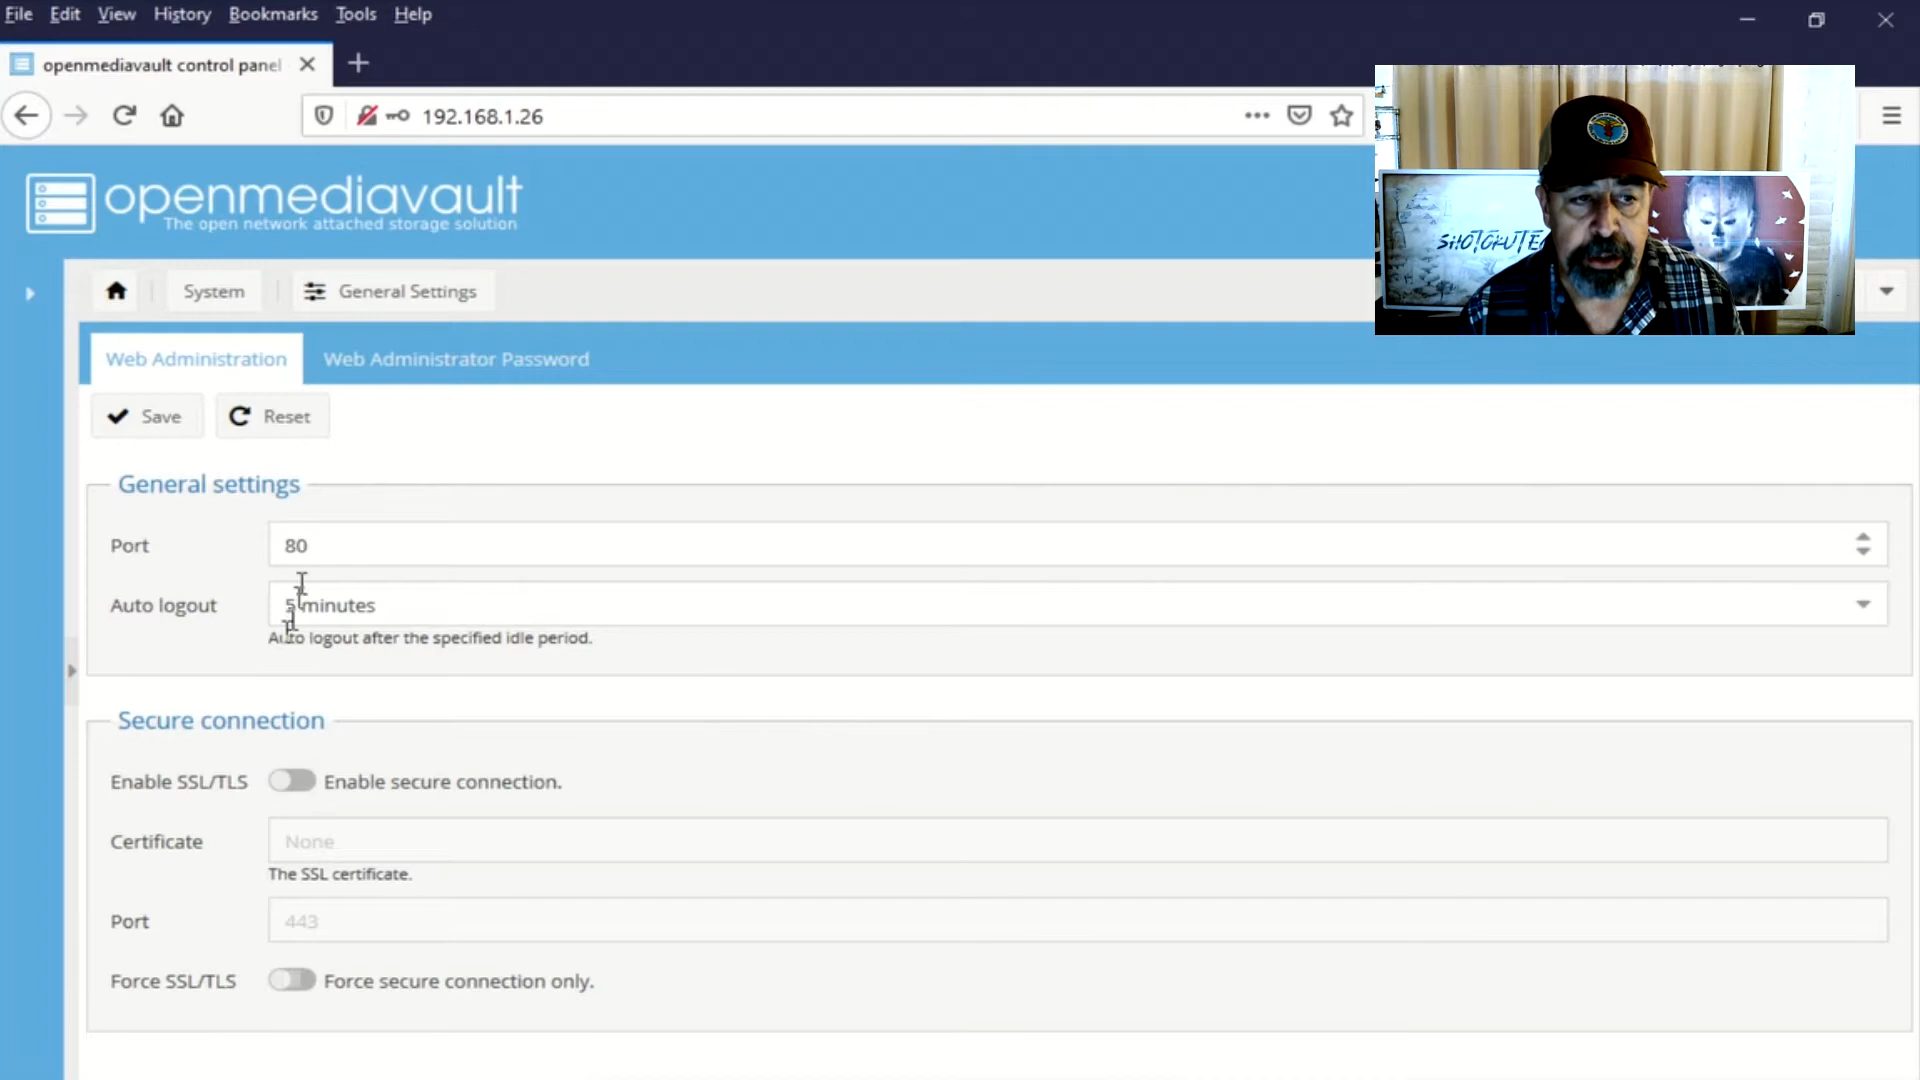 File Edit View History Bookmarks Tools Help
openmediavault control panel
192.168.1.26
openmediavault
The open network attached storage solution
SHOTOKUTE
System General Settings
Web Administration Web Administrator Password
Save Reset
General settings
Port 80
Auto logout 5 minutes
Auto logout after the specified idle period.
Secure connection
Enable SSL/TLS Enable secure connection.
Certificate None
The SSL certificate.
Port 443
Force SSL/TLS Force secure connection only.